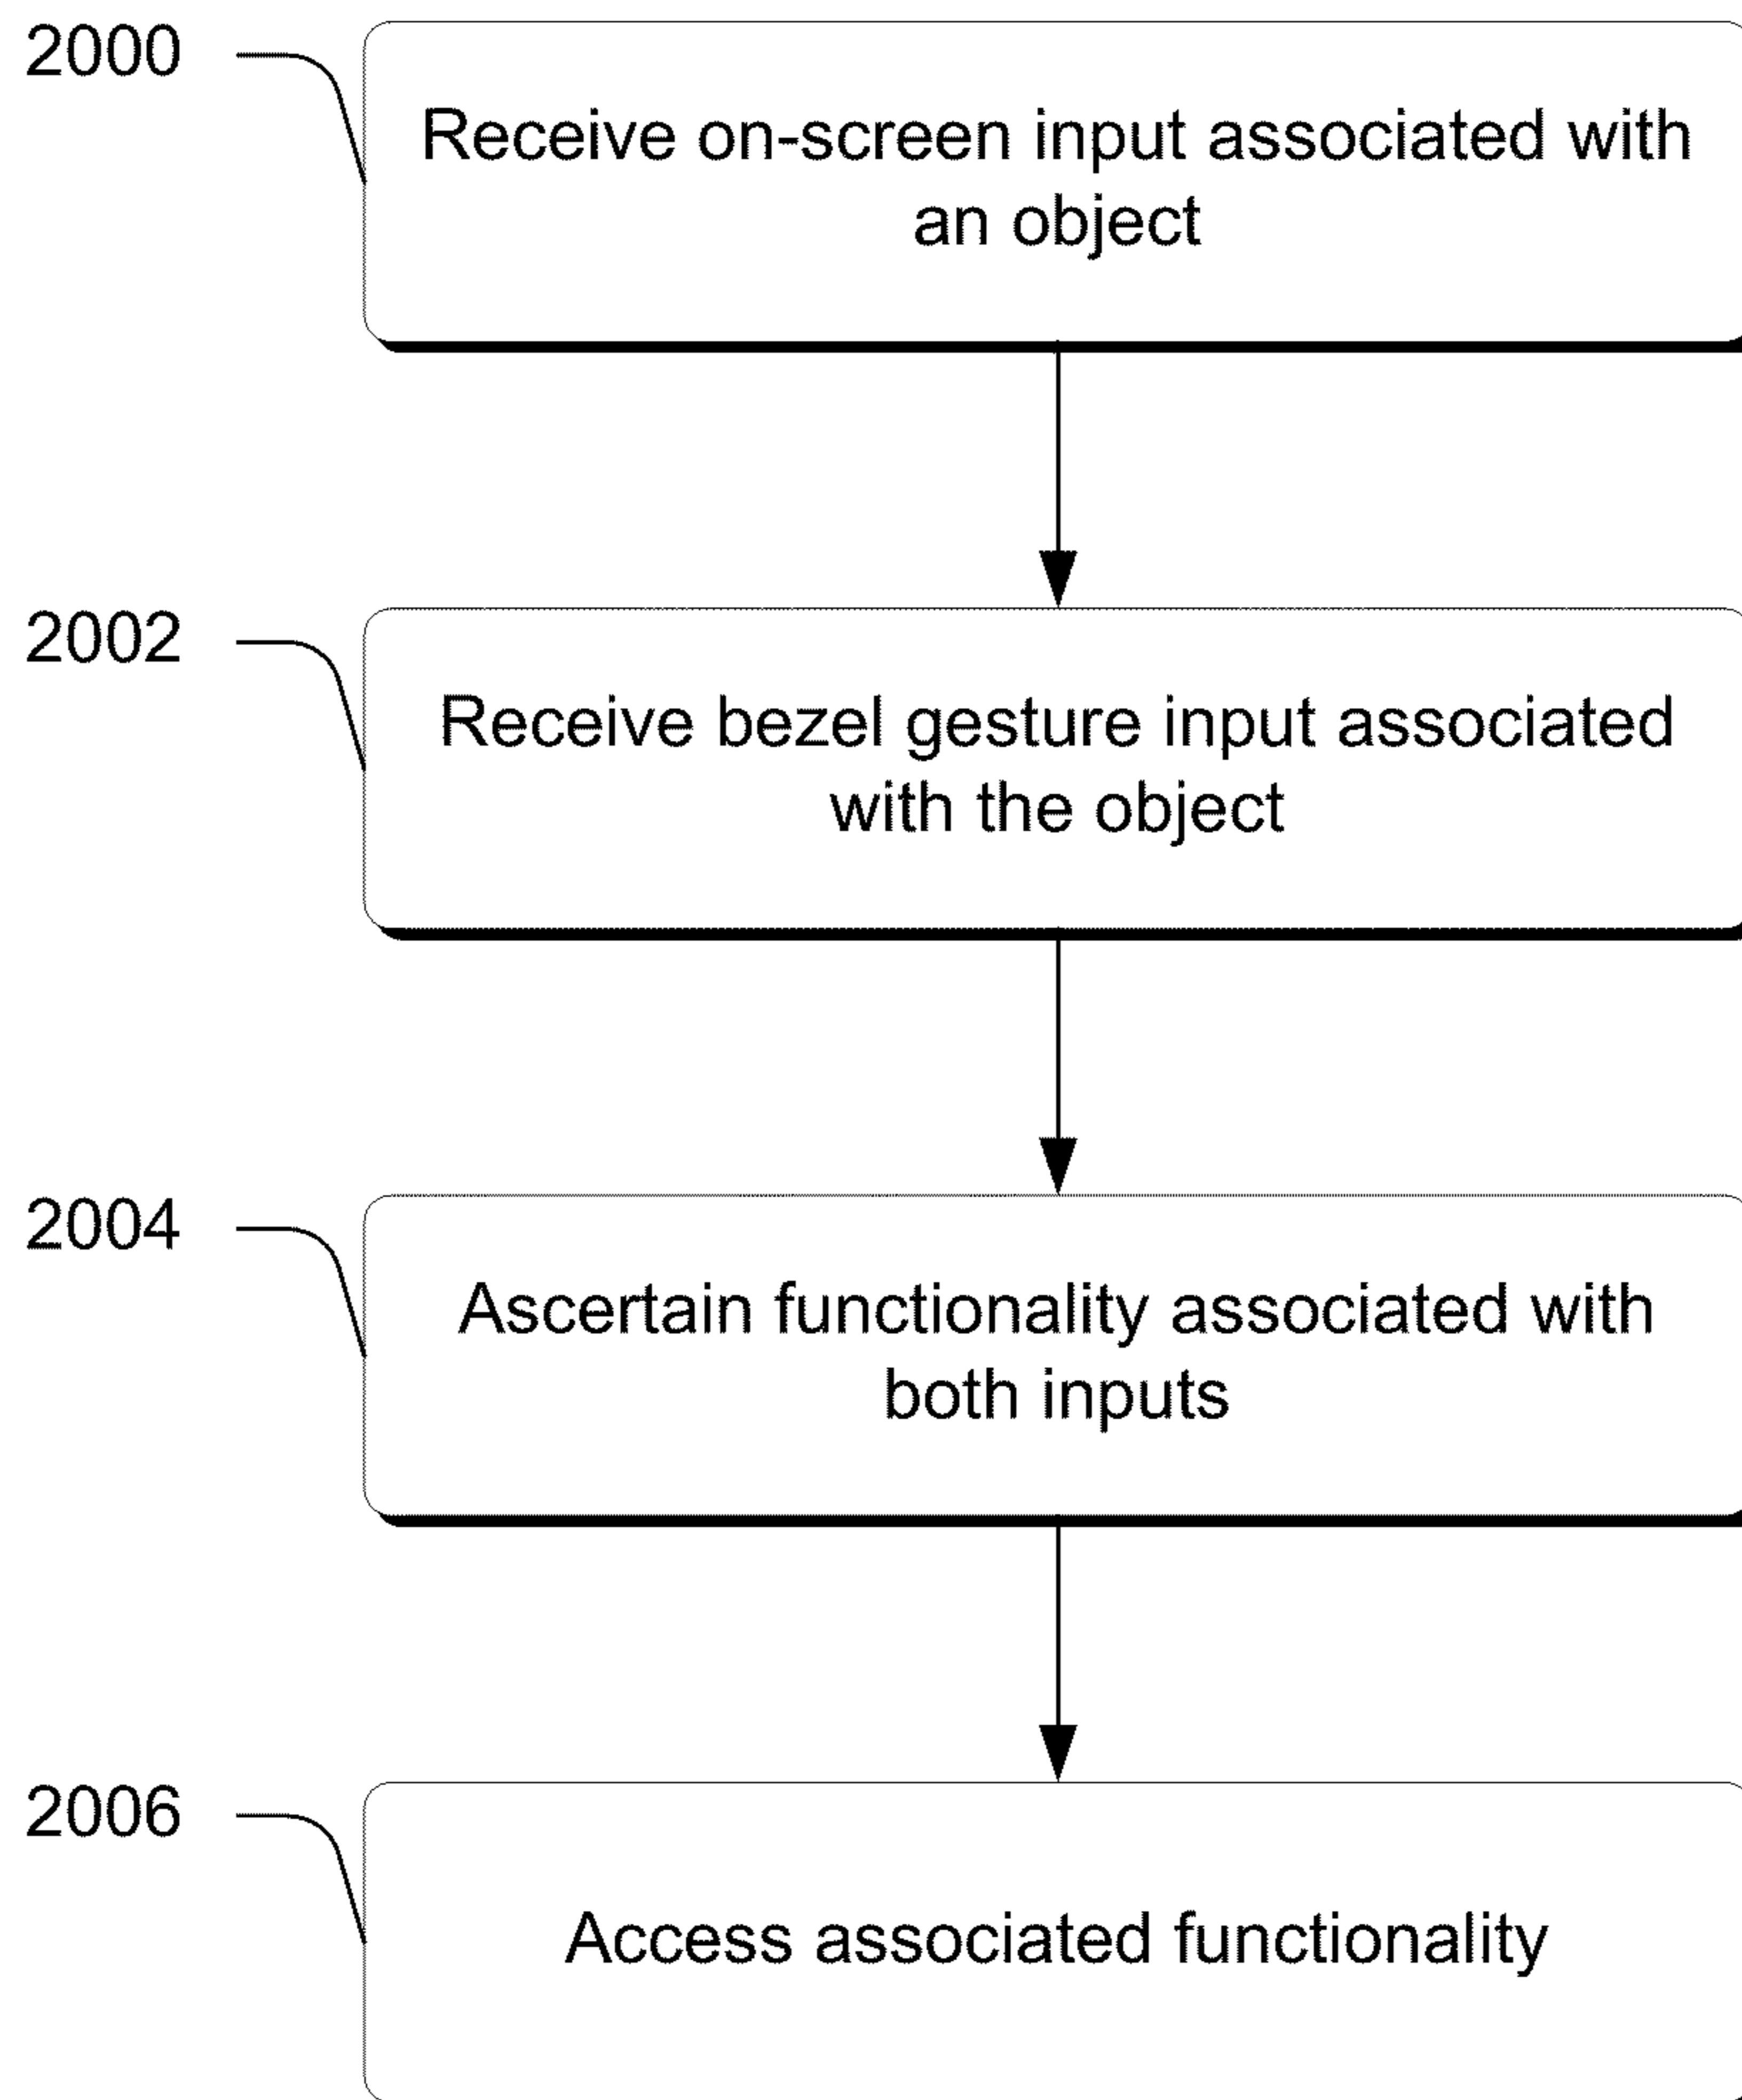 2000
Receive on-screen input associated with
an object
2002
Receive bezel gesture input associated
with the object
2004
Ascertain functionality associated with
both inputs
2006
Access associated functionality